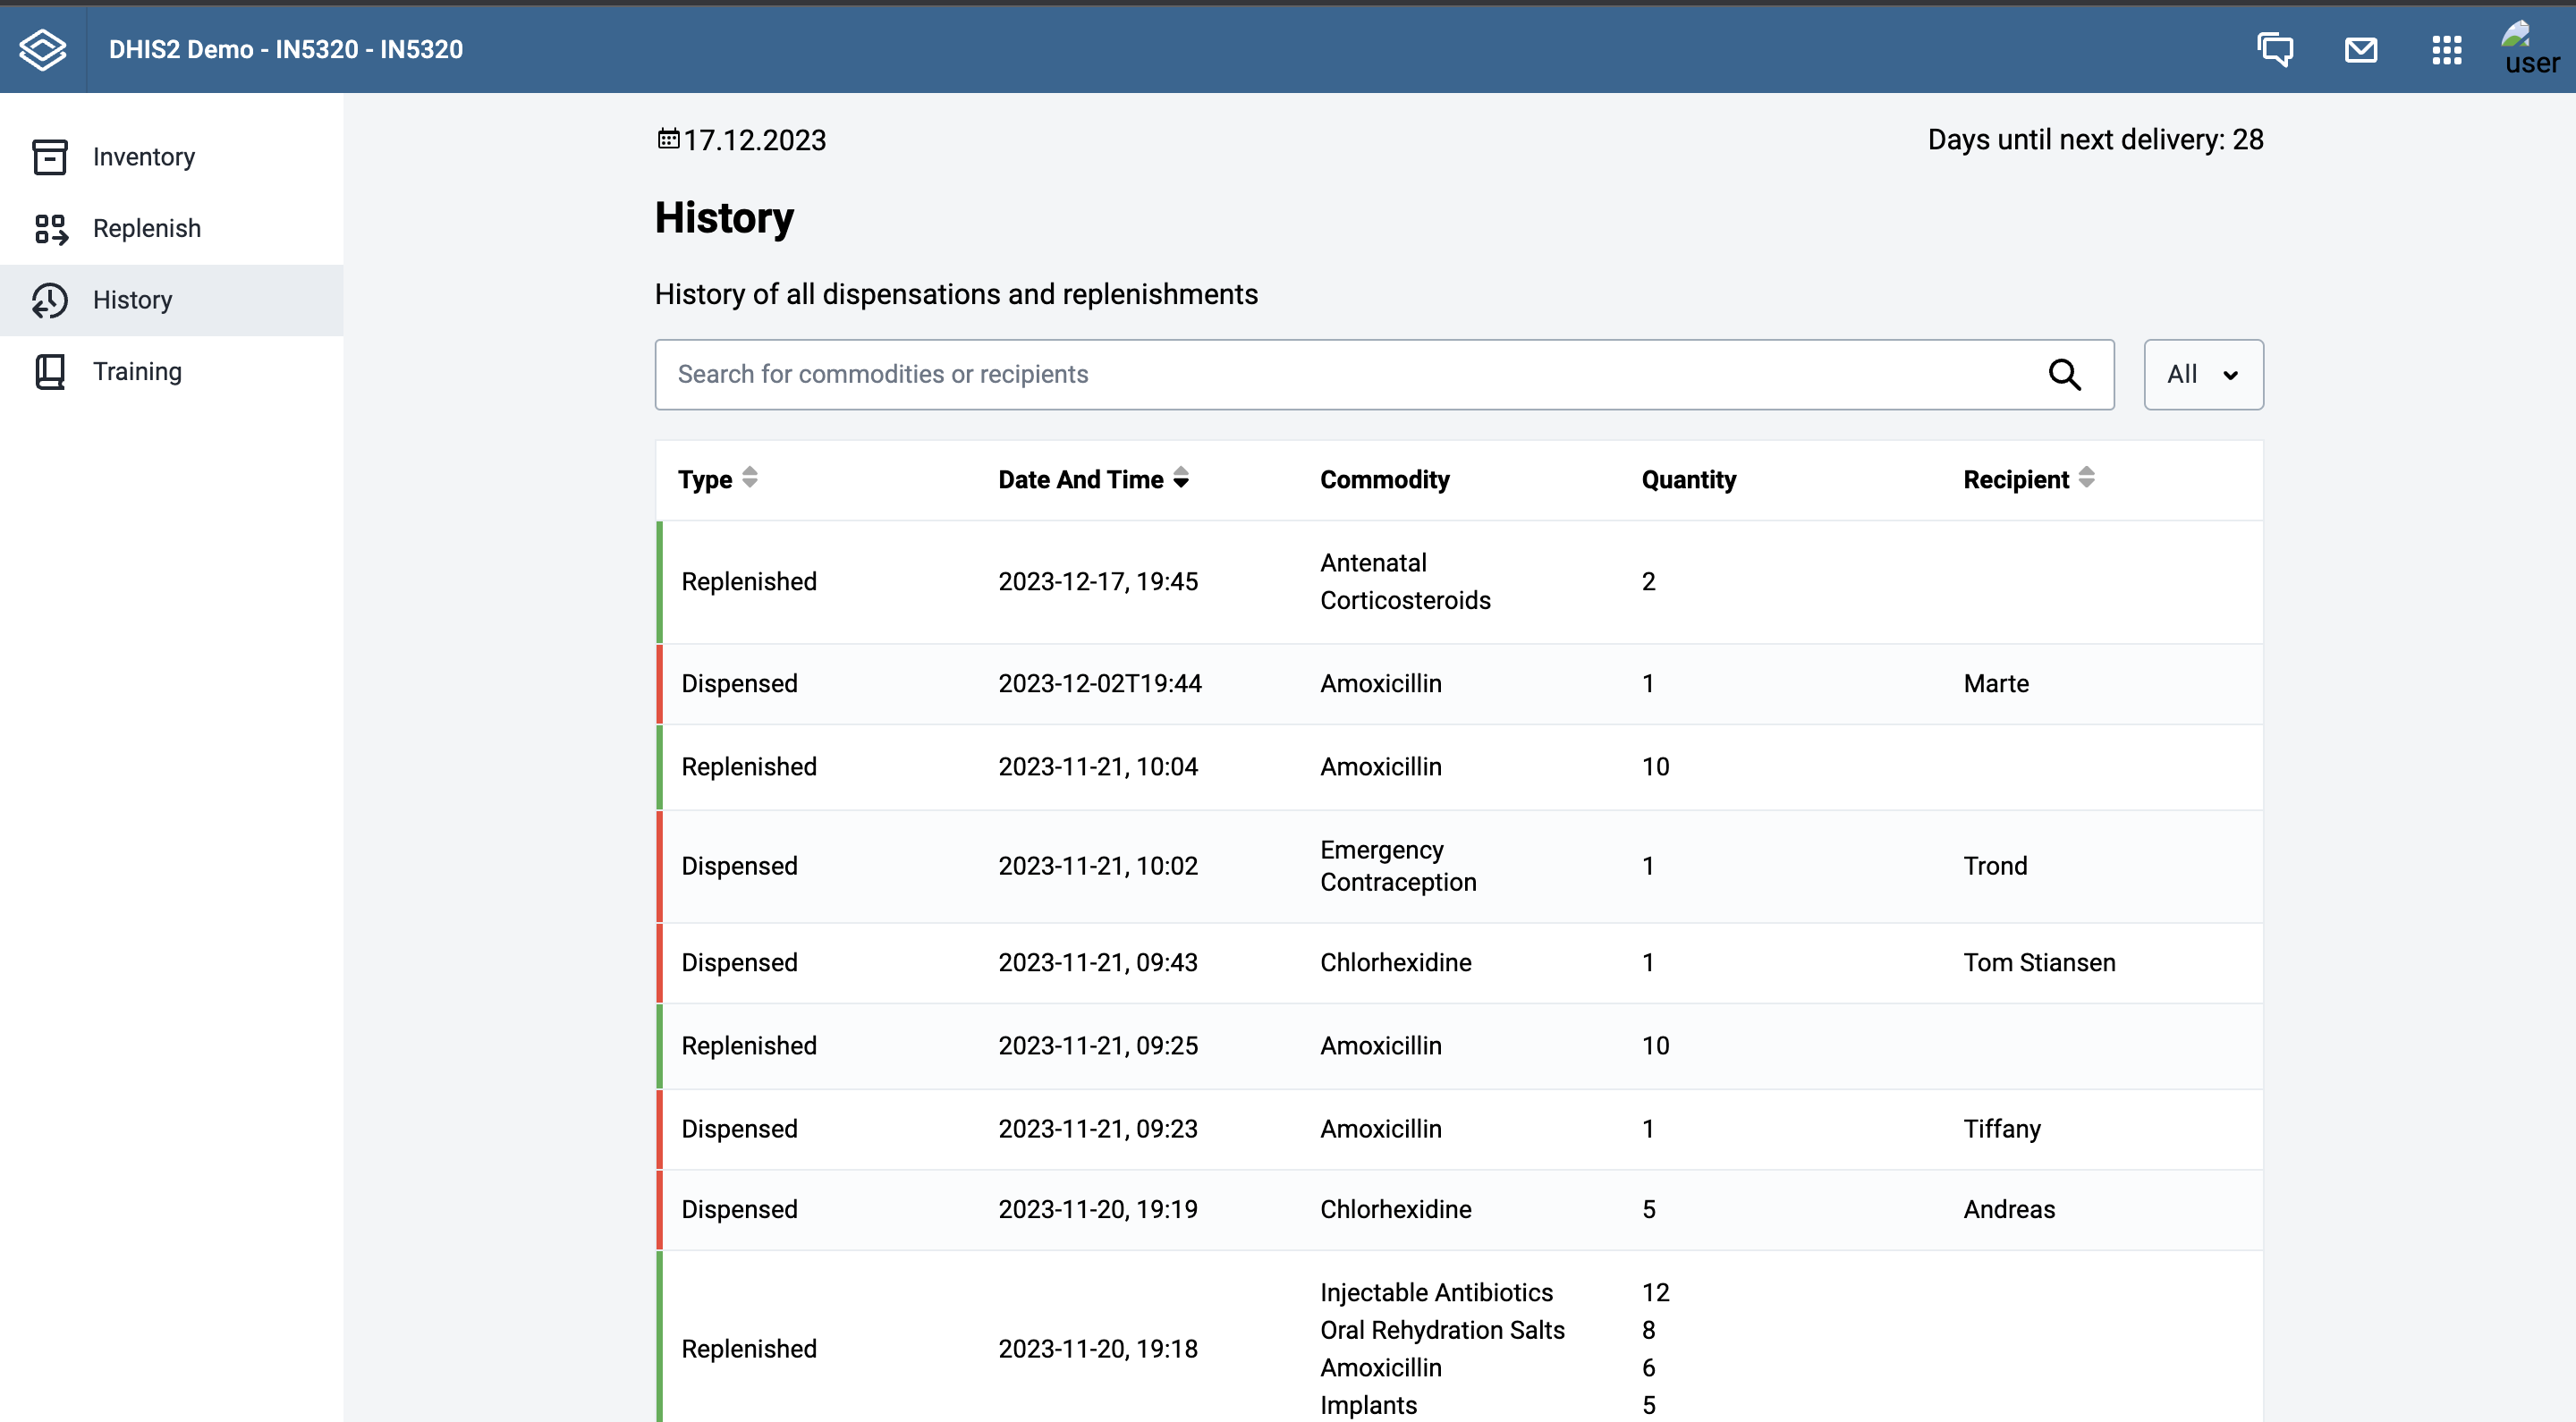 DHIS2 Demo - IN5320 - IN5320
user
Inventory
Replenish
History
Training
17.12.2023
Days until next delivery: 28
History
History of all dispensations and replenishments
Search for commodities or recipients
All
Type Date And Time Commodity Quantity Recipient
Replenished 2023-12-17, 19:45 Antenatal Corticosteroids 2
Dispensed 2023-12-02T19:44 Amoxicillin 1 Marte
Replenished 2023-11-21, 10:04 Amoxicillin 10
Dispensed 2023-11-21, 10:02 Emergency Contraception 1 Trond
Dispensed 2023-11-21, 09:43 Chlorhexidine 1 Tom Stiansen
Replenished 2023-11-21, 09:25 Amoxicillin 10
Dispensed 2023-11-21, 09:23 Amoxicillin 1 Tiffany
Dispensed 2023-11-20, 19:19 Chlorhexidine 5 Andreas
Replenished 2023-11-20, 19:18
Injectable Antibiotics 12
Oral Rehydration Salts 8
Amoxicillin 6
Implants 5